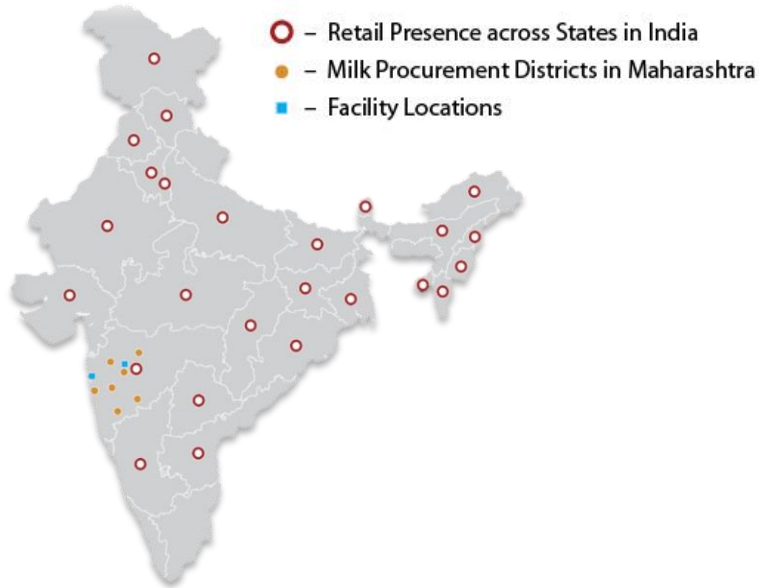 – Retail Presence across States in India
– Milk Procurement Districts in Maharashtra
– Facility Locations